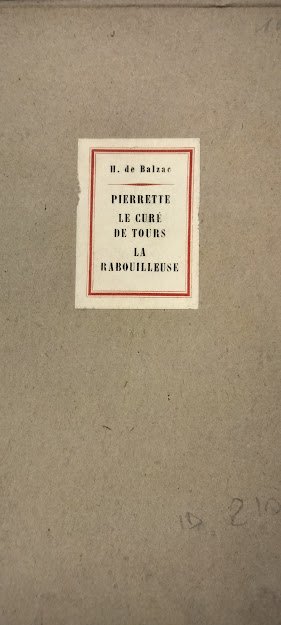 H. de Balzac
PIERRETTE
LE CURÉ
DE TOURS
LA
RABOUILLEUSE